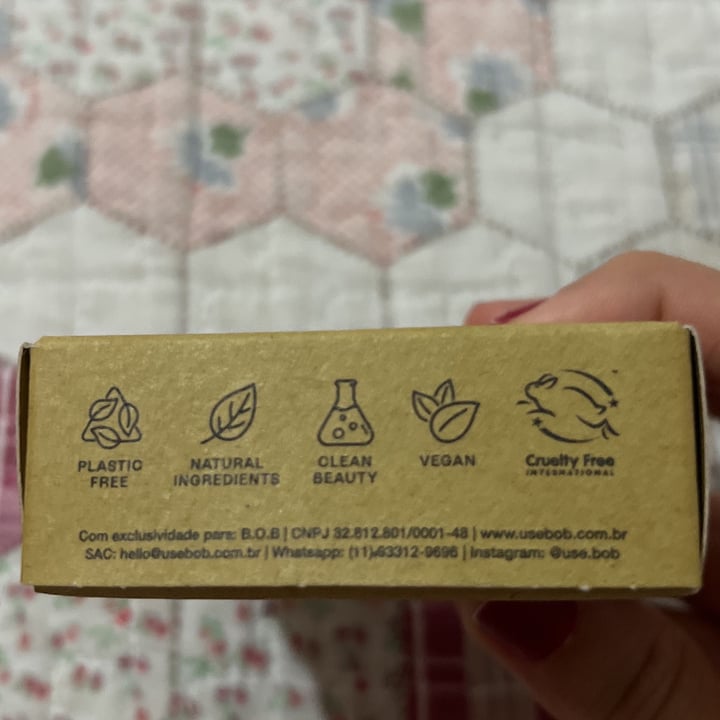 PLASTIC FREE
NATURAL INGREDIENTS
CLEAN BEAUTY
VEGAN
Cruelty Free
INTERNATIONAL
Com exclusividade para: B.O.B | CNPJ 32.812.801/0001-48 | www.usebob.com.br
SAC: hello@usebob.com.br | Whatsapp: (11) 93312-9696 | Instagram: @use.bob